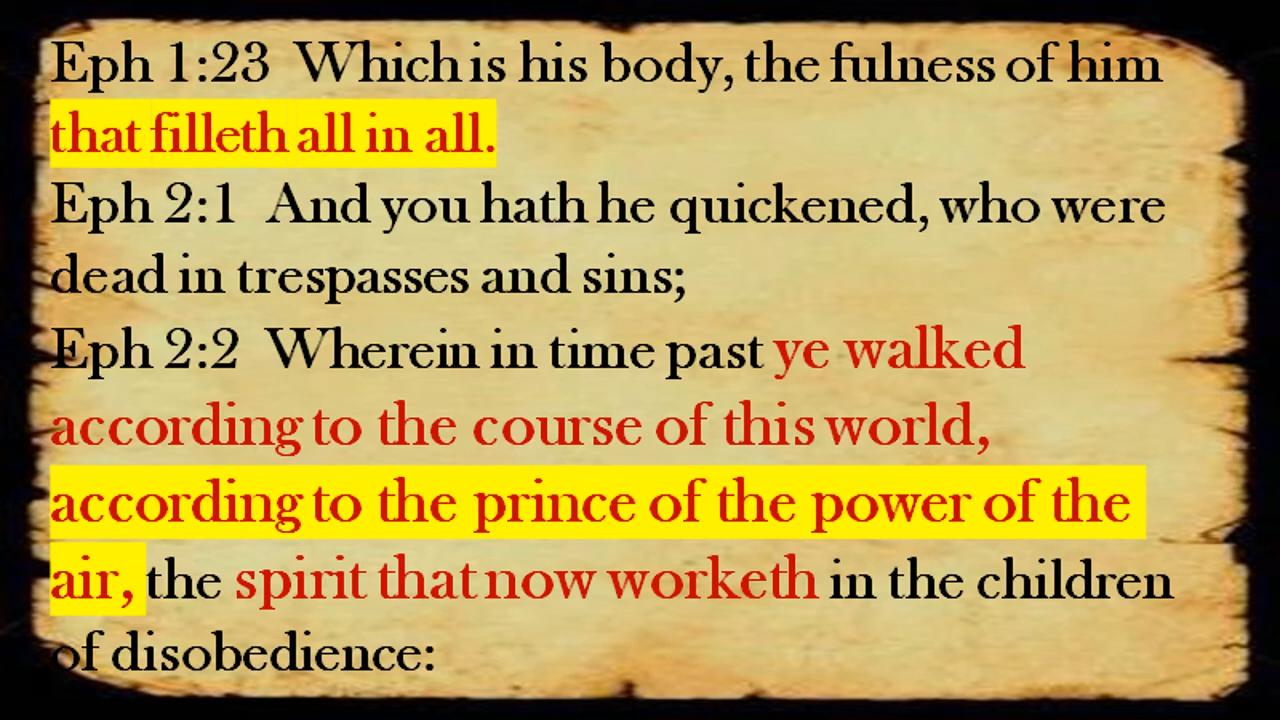 Eph 1:23 Which is his body, the fulness of him
that filleth all in all.
Eph 2:1 And you hath he quickened, who were
dead in trespasses and sins;
Eph 2:2 Wherein in time past ye walked
according to the course of this world,
according to the prince of the power of the
air, the spirit that now worketh in the children
of disobedience: